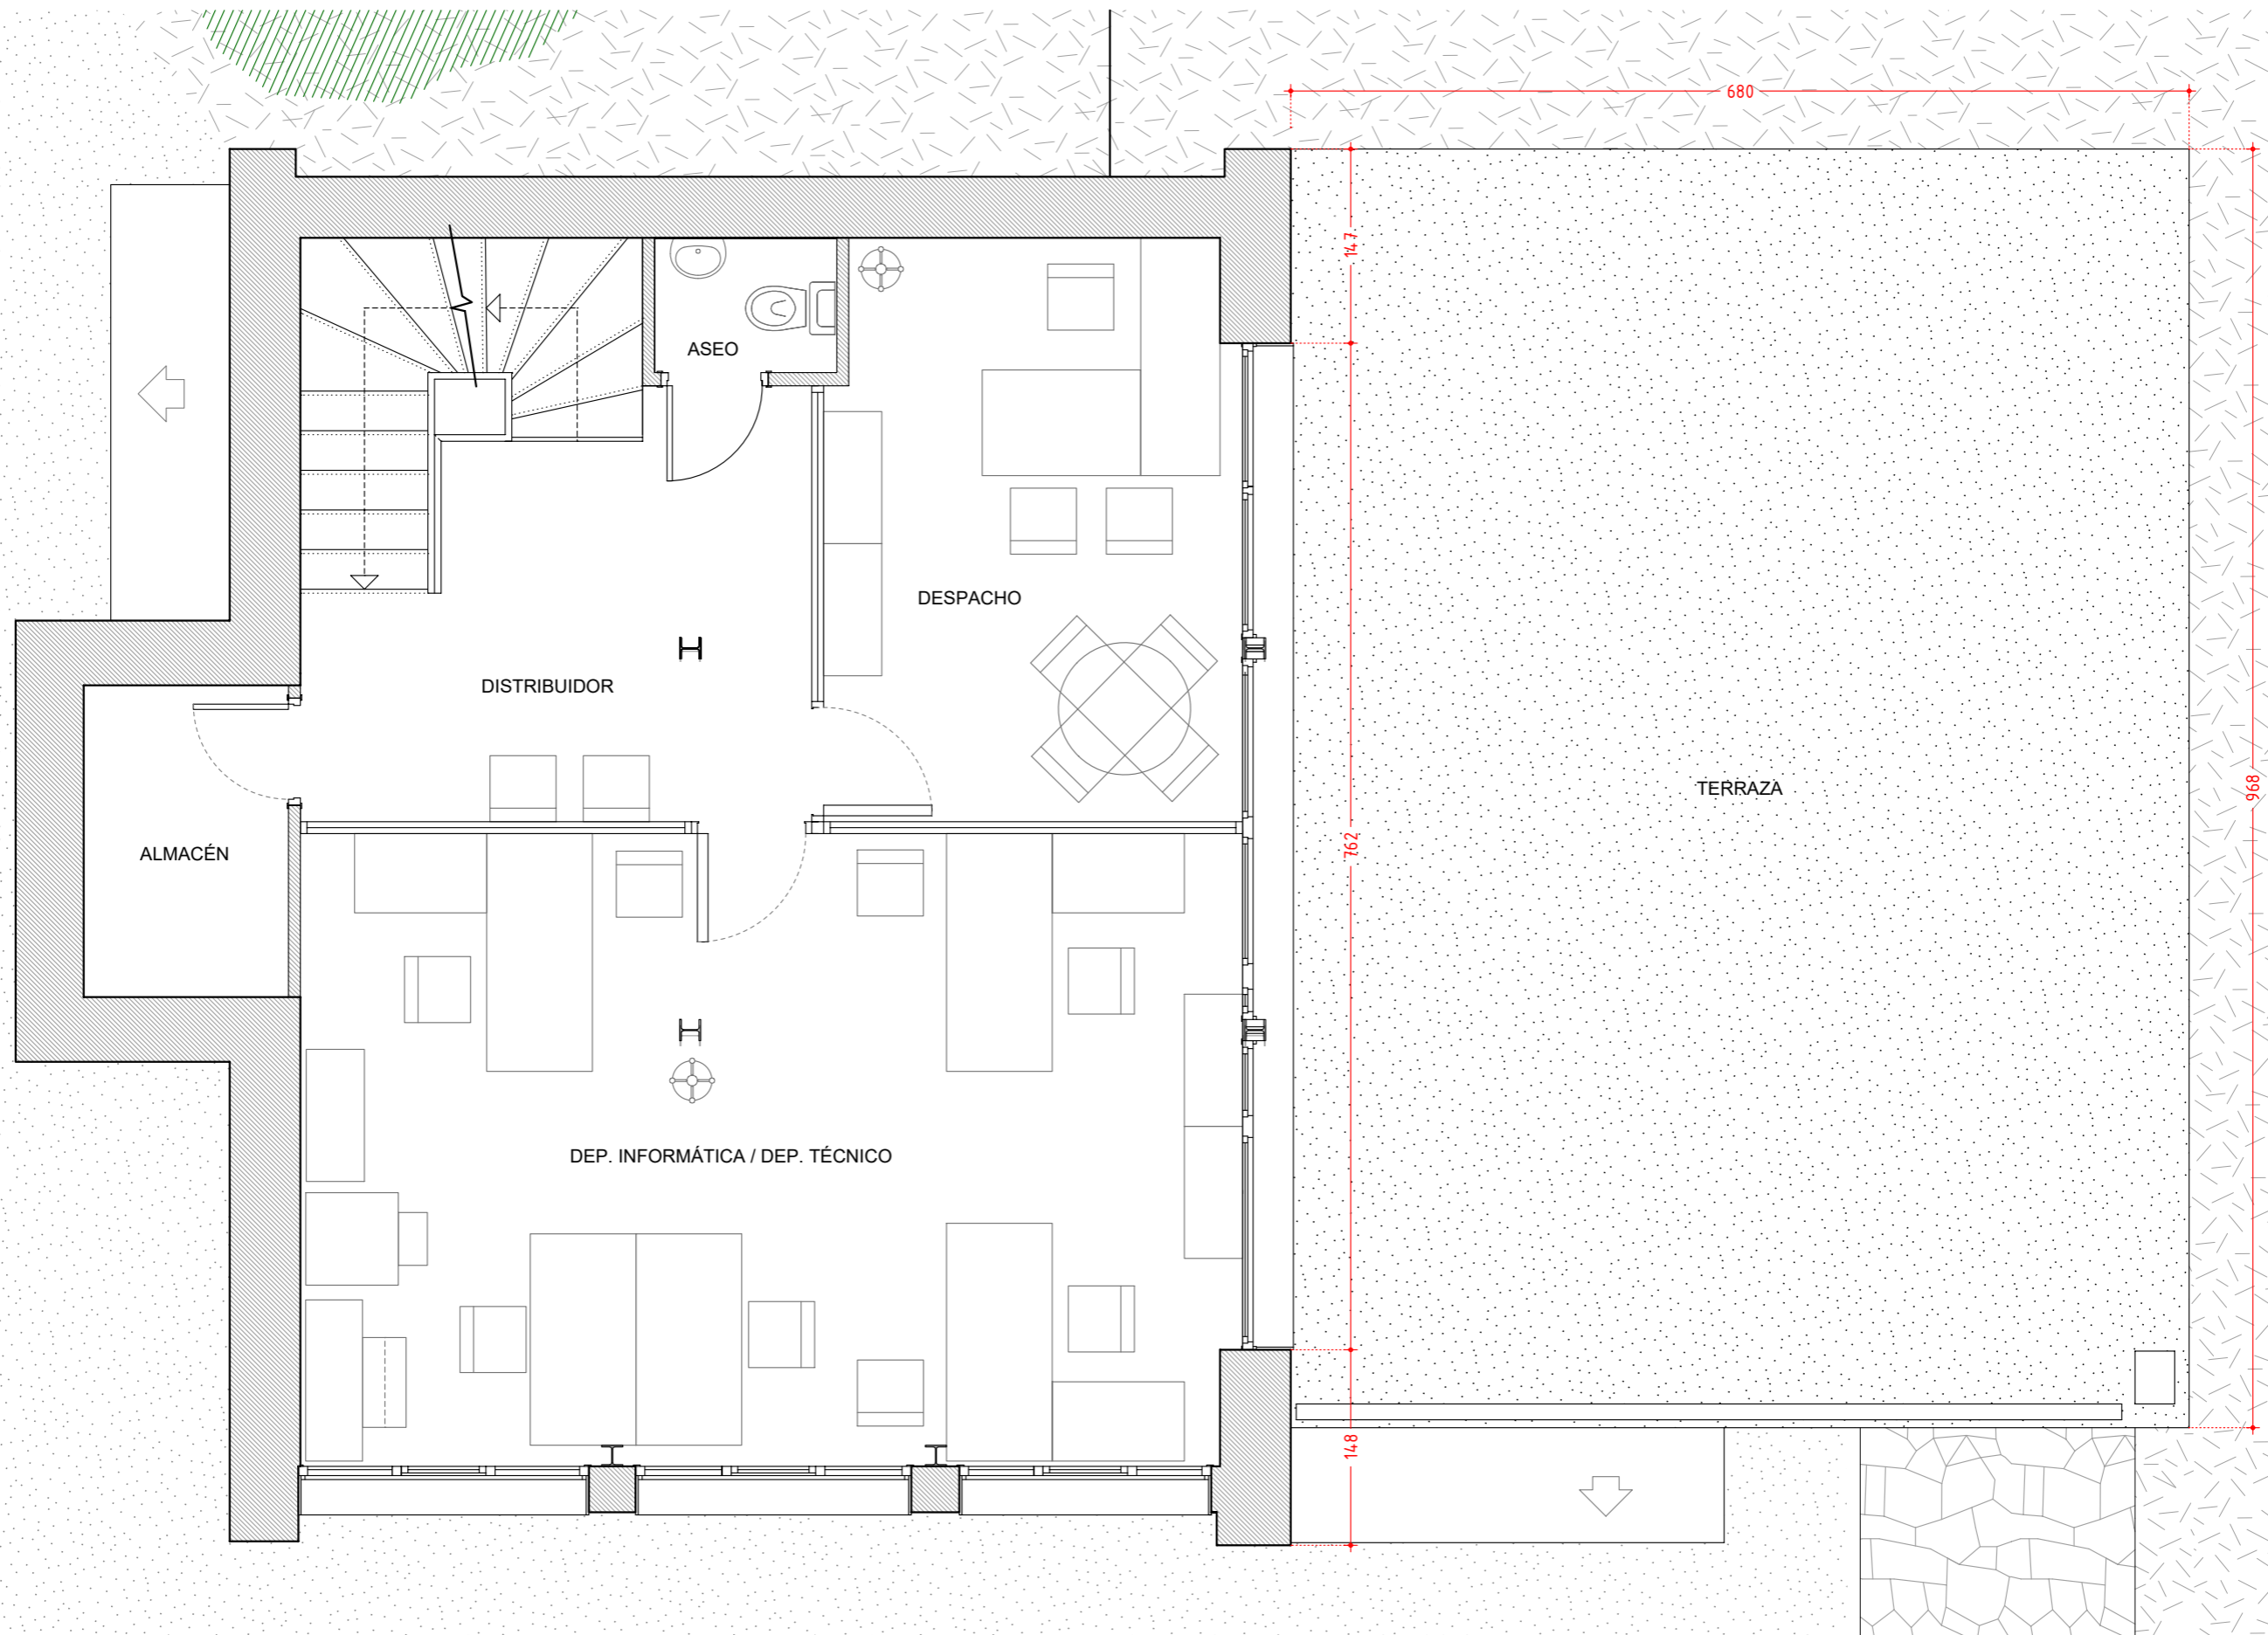 680
147
ASEO
DESPACHO
DISTRIBUIDOR
TERRAZA
968
762
ALMACÉN
DEP. INFORMÁTICA / DEP. TÉCNICO
148